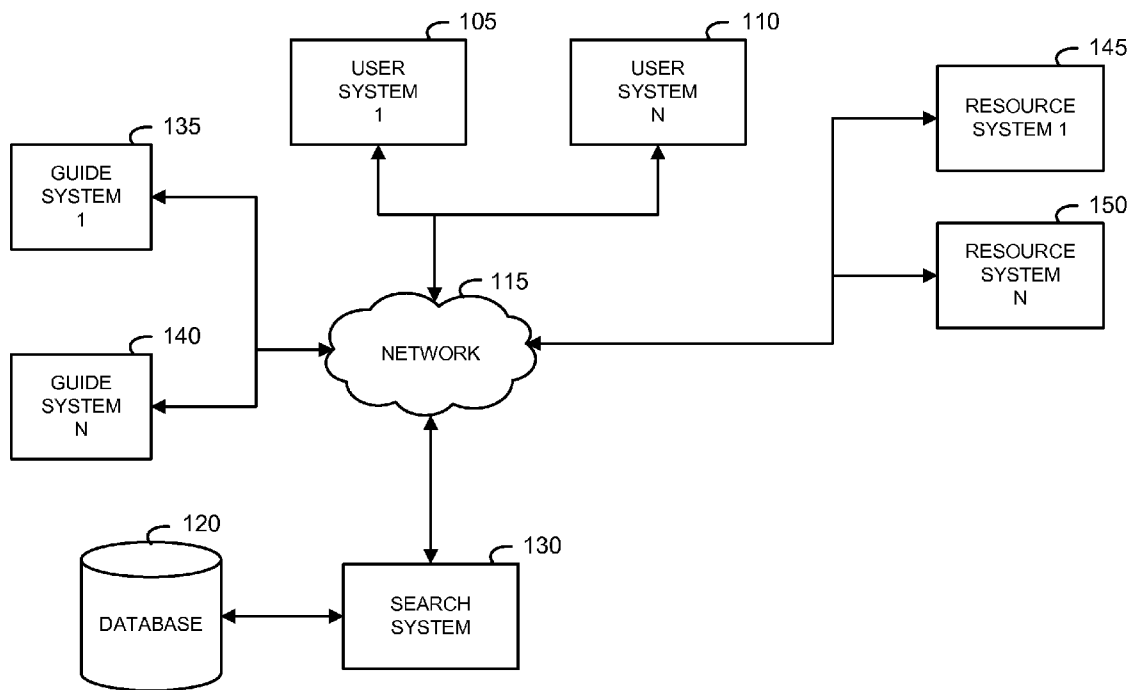 105
USER
SYSTEM
1
110
USER
SYSTEM
N
145
RESOURCE
SYSTEM 1
135
GUIDE
SYSTEM
1
150
RESOURCE
SYSTEM
N
115
NETWORK
140
GUIDE
SYSTEM
N
120
DATABASE
130
SEARCH
SYSTEM